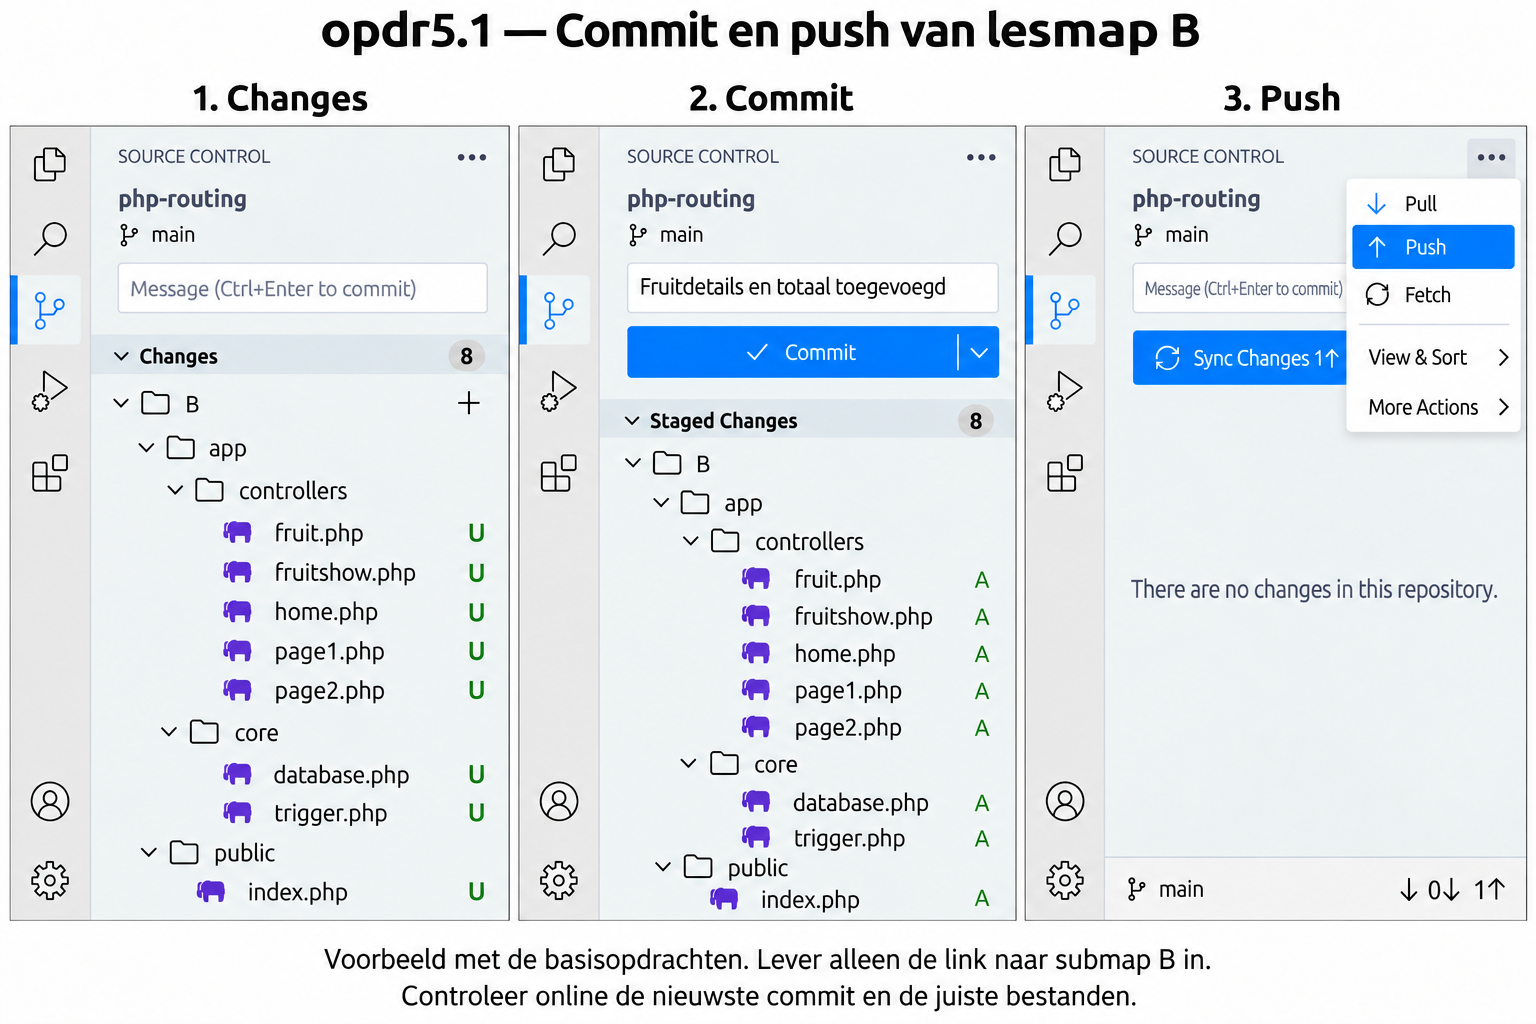 opdr5.1 — Commit en push van lesmap B
1. Changes
SOURCE CONTROL
php-routing
main
Message (Ctrl+Enter to commit)
Changes 8
B
app
controllers
fruit.php U
fruitshow.php U
home.php U
page1.php U
page2.php U
core
database.php U
trigger.php U
public
index.php U
2. Commit
SOURCE CONTROL
php-routing
main
Fruitdetails en totaal toegevoegd
Commit
Staged Changes 8
B
app
controllers
fruit.php A
fruitshow.php A
home.php A
page1.php A
page2.php A
core
database.php A
trigger.php A
public
index.php A
3. Push
SOURCE CONTROL
php-routing
main
Message (Ctrl+Enter to commit)
Sync Changes 1↑
Pull
Push
Fetch
View & Sort
More Actions
There are no changes in this repository.
main ↓ 0↓ 1↑
Voorbeeld met de basisopdrachten. Lever alleen de link naar submap B in.
Controleer online de nieuwste commit en de juiste bestanden.